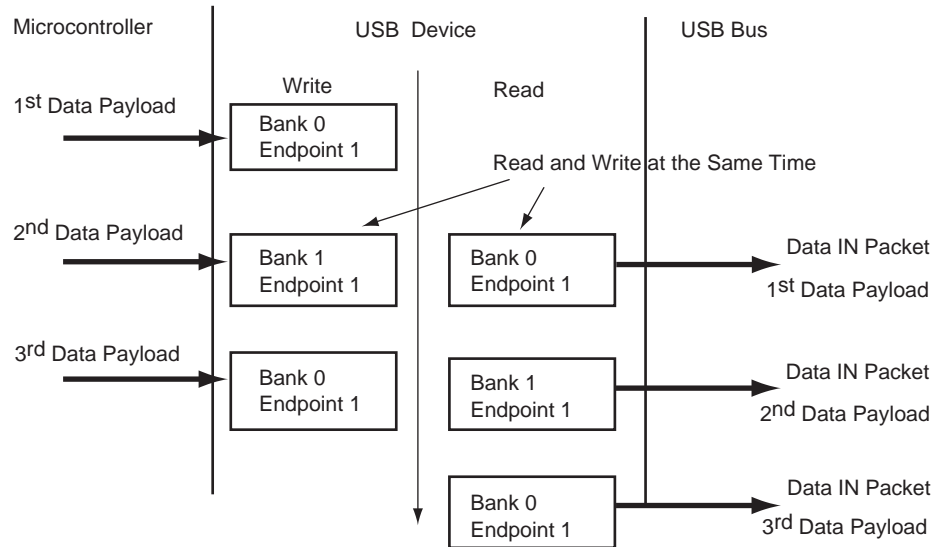 Microcontroller
USB Device
USB Bus
Write
Read
1st Data Payload
Bank 0
Endpoint 1
Read and Write at the Same Time
2nd Data Payload
Bank 1
Endpoint 1
Bank 0
Endpoint 1
Data IN Packet
1st Data Payload
3rd Data Payload
Bank 0
Endpoint 1
Bank 1
Endpoint 1
Data IN Packet
2nd Data Payload
Bank 0
Endpoint 1
Data IN Packet
3rd Data Payload